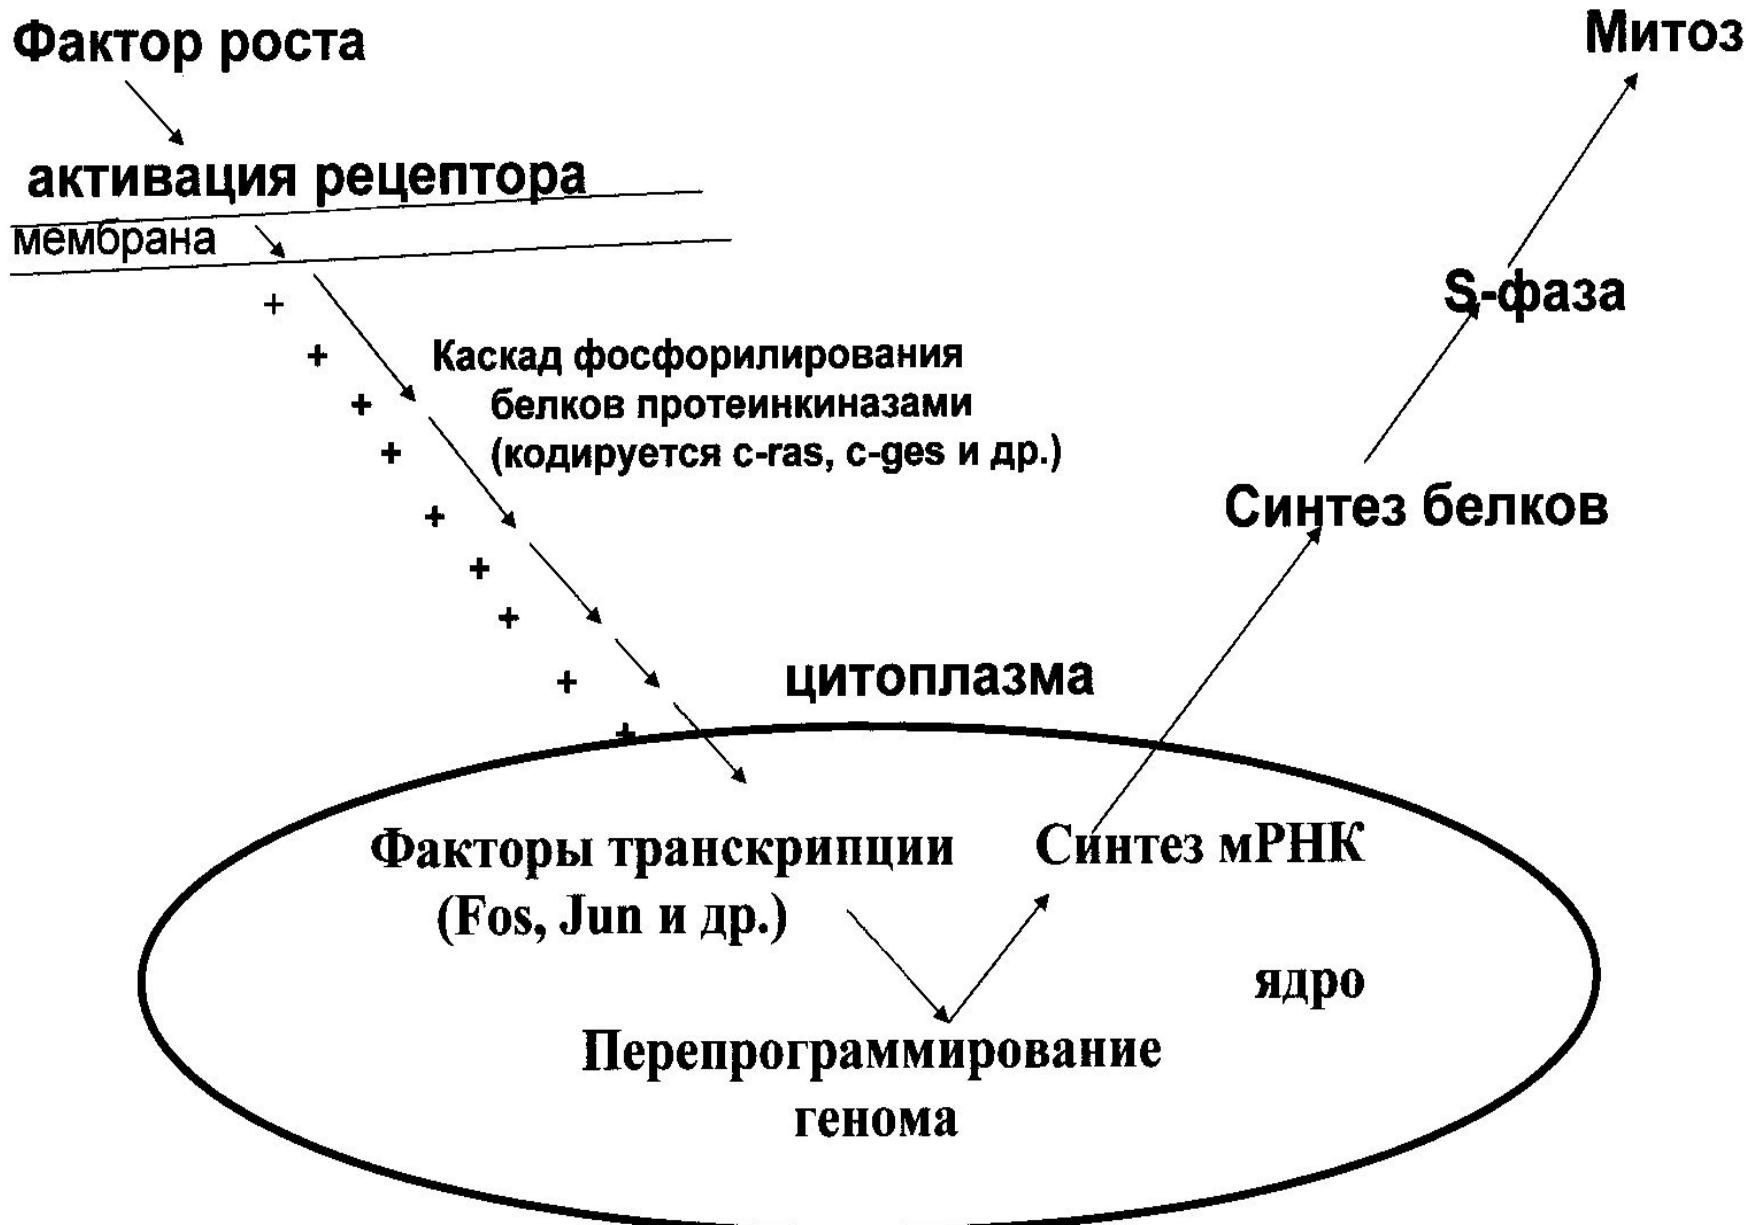 Фактор роста
Митоз
активация рецептора
мембрана
S-фаза
+
+
Каскад фосфорилирования
+
белков протеинкиназами
+
(кодируется c-ras, c-ges и др.)
+
Синтез белков
+
+
+
цитоплазма
+
Факторы транскрипции
(Fos, Jun и др.)
Синтез мРНК
ядро
Перепрограммирование
генома